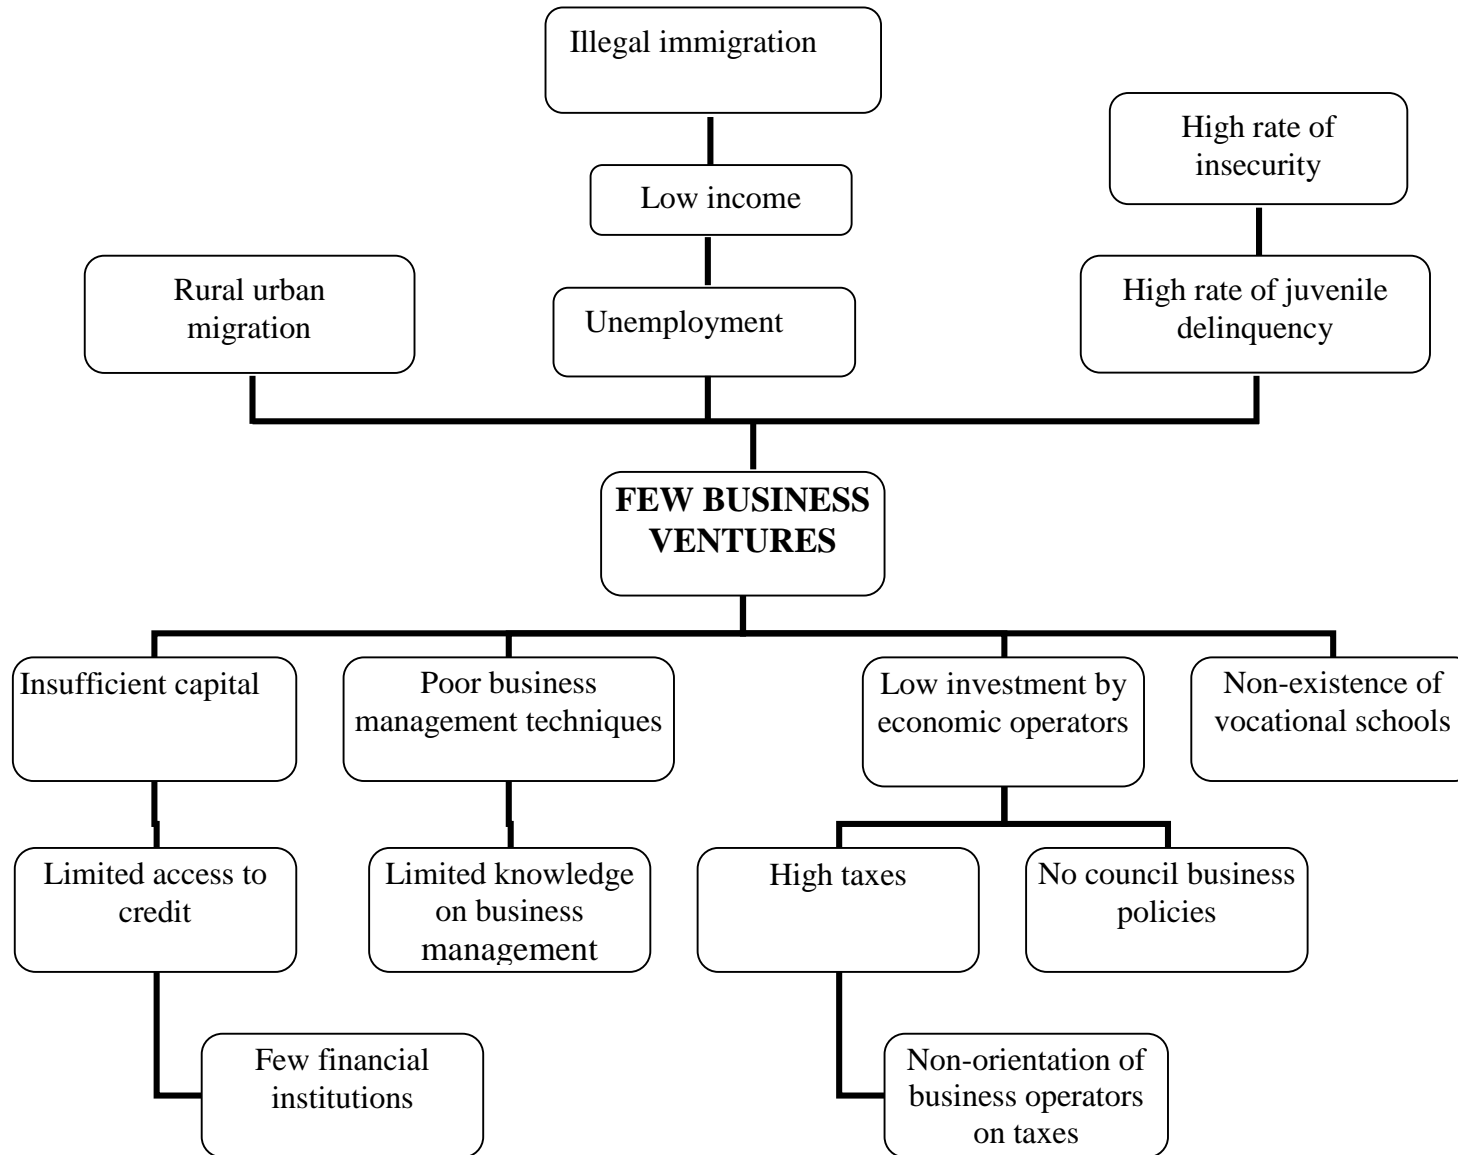 Illegal immigration
High rate of
insecurity
Low income
Rural urban
migration
Unemployment
High rate of juvenile
delinquency
FEW BUSINESS
VENTURES
Insufficient capital
Poor business
management techniques
Low investment by
economic operators
Non-existence of
vocational schools
Limited access to
credit
Limited knowledge
on business
management
High taxes
No council business
policies
Few financial
institutions
Non-orientation of
business operators
on taxes